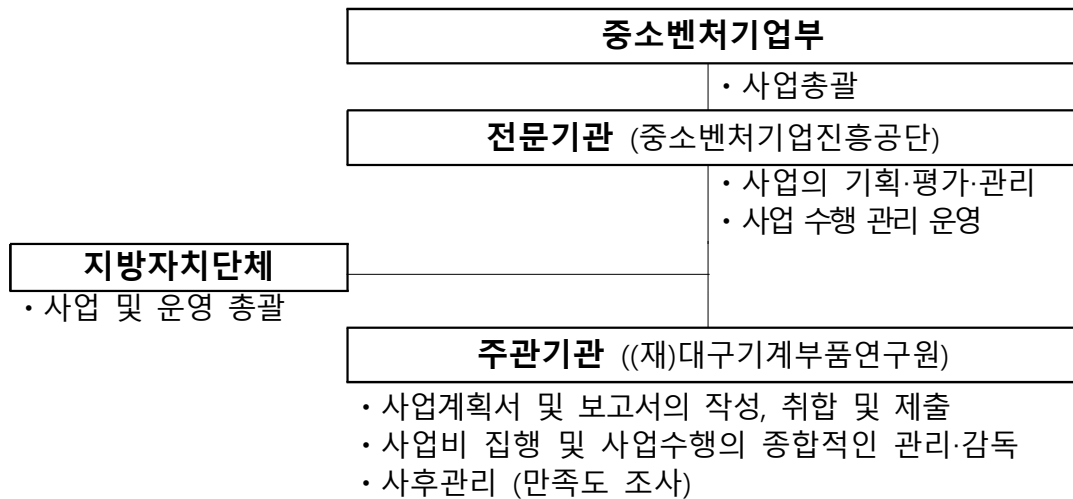 중소벤처기업부
・사업총괄
전문기관 (중소벤처기업진흥공단)
・사업의 기획·평가·관리
・사업 수행 관리 운영
지방자치단체
・사업 및 운영 총괄
주관기관 ((재)대구기계부품연구원)
・사업계획서 및 보고서의 작성, 취합 및 제출
・사업비 집행 및 사업수행의 종합적인 관리·감독
・사후관리 (만족도 조사)